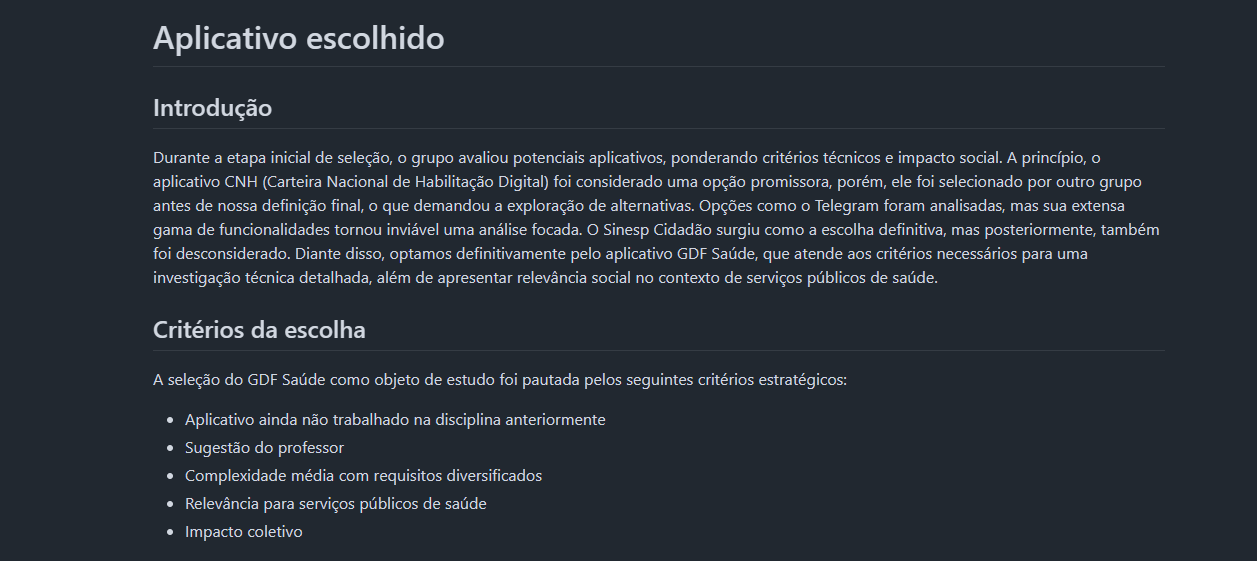 Aplicativo escolhido
Introdução
Durante a etapa inicial de seleção, o grupo avaliou potenciais aplicativos, ponderando critérios técnicos e impacto social. A princípio, o
aplicativo CNH (Carteira Nacional de Habilitação Digital) foi considerado uma opção promissora, porém, ele foi selecionado por outro grupo
antes de nossa definição final, o que demandou a exploração de alternativas. Opções como o Telegram foram analisadas, mas sua extensa
gama de funcionalidades tornou inviável uma análise focada. O Sinesp Cidadão surgiu como a escolha definitiva, mas posteriormente, também
foi desconsiderado. Diante disso, optamos definitivamente pelo aplicativo GDF Saúde, que atende aos critérios necessários para uma
investigação técnica detalhada, além de apresentar relevância social no contexto de serviços públicos de saúde.
Critérios da escolha
A seleção do GDF Saúde como objeto de estudo foi pautada pelos seguintes critérios estratégicos:
• Aplicativo ainda não trabalhado na disciplina anteriormente
• Sugestão do professor
• Complexidade média com requisitos diversificados
• Relevância para serviços públicos de saúde
• Impacto coletivo